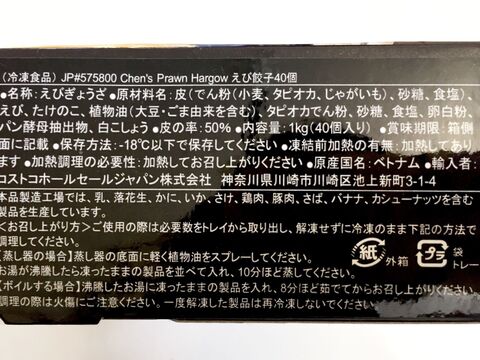 (冷凍食品) JP#575800 Chen's Prawn Hargow えび餃子40個
●名称:えびぎょうざ●原材料名:皮(でん粉(小麦、タピオカ、じゃがいも)、砂糖、食塩)、
えび、たけのこ、植物油(大豆・ごま由来を含む)、タピオカでん粉、砂糖、食塩、卵白粉、
パン酵母抽出物、白こしょう●皮の率:50% ●内容量:1kg(40個入り)●賞味期限:箱側
面に記載●保存方法:-18℃以下で保存してください●凍結前加熱の有無:加熱してあり
ます●加熱調理の必要性:加熱してお召し上がりください●原産国名:ベトナム●輸入者:
コストコホールセールジャパン株式会社 神奈川県川崎市川崎区池上新町3-1-4
本品製造工場では、乳、落花生、かに、いか、さけ、鶏肉、豚肉、さば、バナナ、カシューナッツを含む
製品を生産しています。
くお召し上がり方>ご使用の際は必要数をトレイから取り出し、解凍せずに冷凍のまま下記の方法で
調理してください。
【蒸し器の場合】蒸し器の底面に軽く植物油をスプレーしてください。
お湯が沸騰したら凍ったままの製品を並べて入れ、10分ほど蒸してください。
【ボイルする場合】沸騰したお湯に凍ったままの製品を入れ、8分ほど茹でてからお召し上がりください。
調理の際は火傷にご注意ください。一度解凍した製品は再冷凍しないでください。
紙
外箱
プラ
袋
トレー